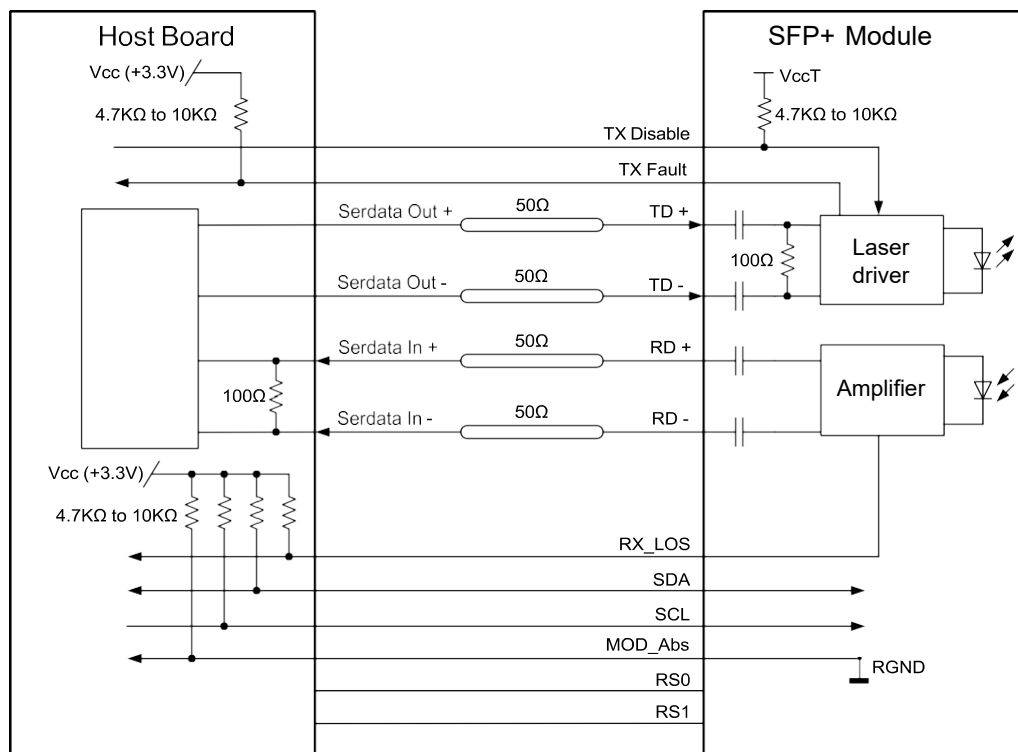 Host Board
SFP+ Module
Vcc (+3.3V)
VccT
4.7KΩ to 10KΩ
4.7KΩ to 10KΩ
TX Disable
TX Fault
Serdata Out +
50Ω
TD +
Laser
driver
100Ω
Serdata Out -
50Ω
TD -
Serdata In +
50Ω
RD +
100Ω
Amplifier
Serdata In -
50Ω
RD -
Vcc (+3.3V)
4.7KΩ to 10KΩ
RX_LOS
SDA
SCL
MOD_Abs
RGND
RS0
RS1